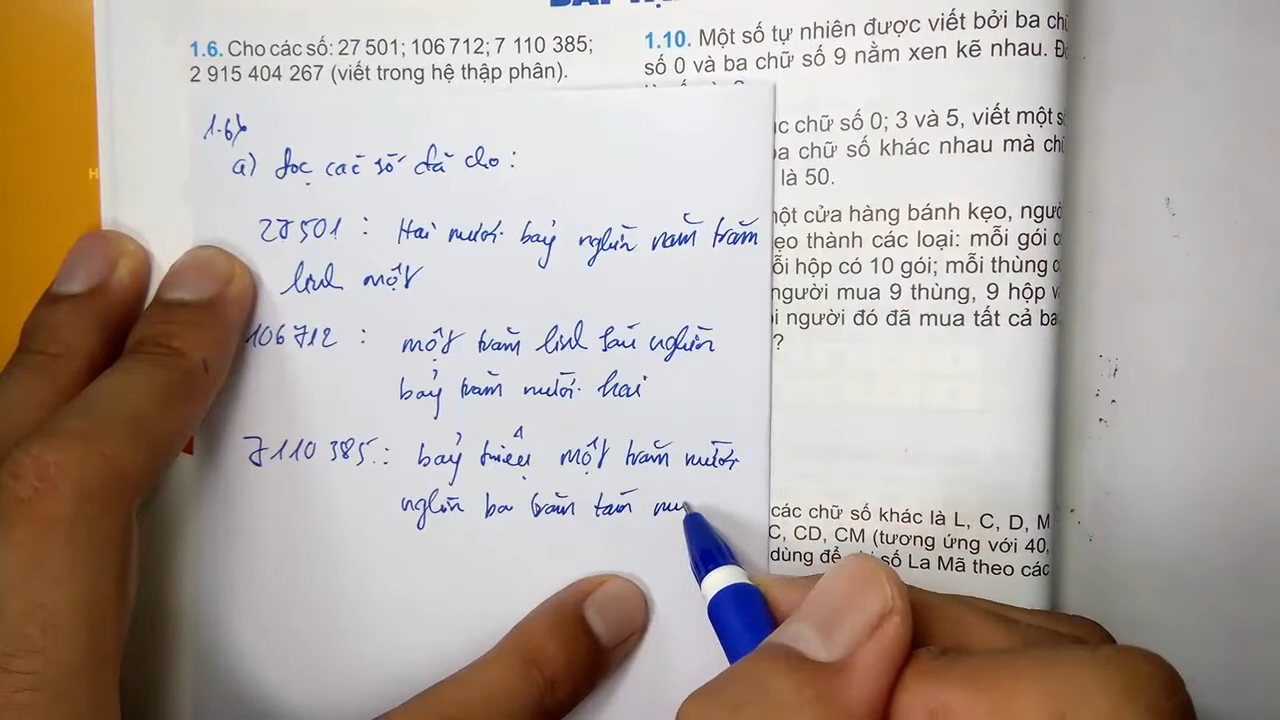 1.6. Cho các số: 27 501; 106 712; 7 110 385;
2 915 404 267 (viết trong hệ thập phân).
1.10. Một số tự nhiên được viết bởi ba chữ
số 0 và ba chữ số 9 nằm xen kẽ nhau.
1.6)
a) đọc các số đã cho :
27501 : Hai mươi bảy nghìn năm trăm
linh một
106712 : một trăm linh sáu nghìn
bảy trăm mười hai
7110 385 : bảy triệu một trăm mười
nghìn ba trăm tám mư
chữ số 0; 3 và 5, viết một
chữ số khác nhau mà
là 50.
một cửa hàng bánh kẹo,
thành các loại: mỗi gói
hộp có 10 gói; mỗi thùng
người mua 9 thùng, 9 hộp
người đó đã mua tất cả
?
các chữ số khác là L, C, D, M
C, CD, CM (tương ứng với 40,
dùng để số La Mã theo các
H